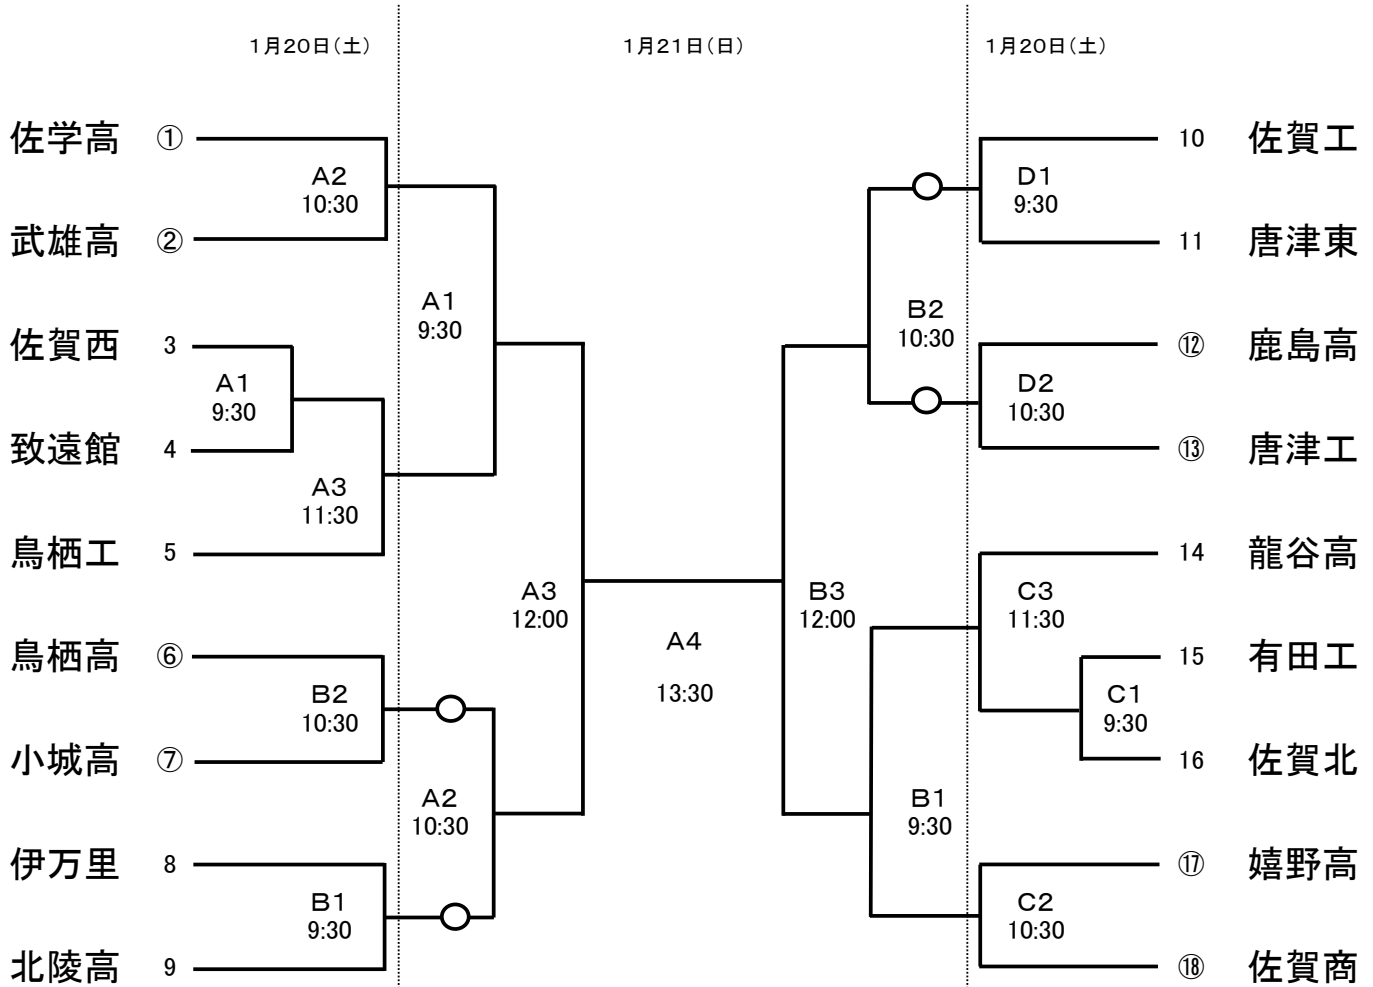 1月20日(土)
1月21日(日)
1月20日(土)
佐学高 ①
A2
10:30
武雄高 ②
佐賀西 3
A1
9:30
致遠館 4
A3
11:30
鳥栖工 5
鳥栖高 ⑥
B2
10:30
小城高 ⑦
伊万里 8
B1
9:30
北陵高 9
A1
9:30
A2
10:30
A3
12:00
A4
13:30
B3
12:00
B2
10:30
B1
9:30
10 佐賀工
D1
9:30
11 唐津東
⑫ 鹿島高
D2
10:30
⑬ 唐津工
14 龍谷高
C3
11:30
15 有田工
C1
9:30
16 佐賀北
⑰ 嬉野高
C2
10:30
⑱ 佐賀商